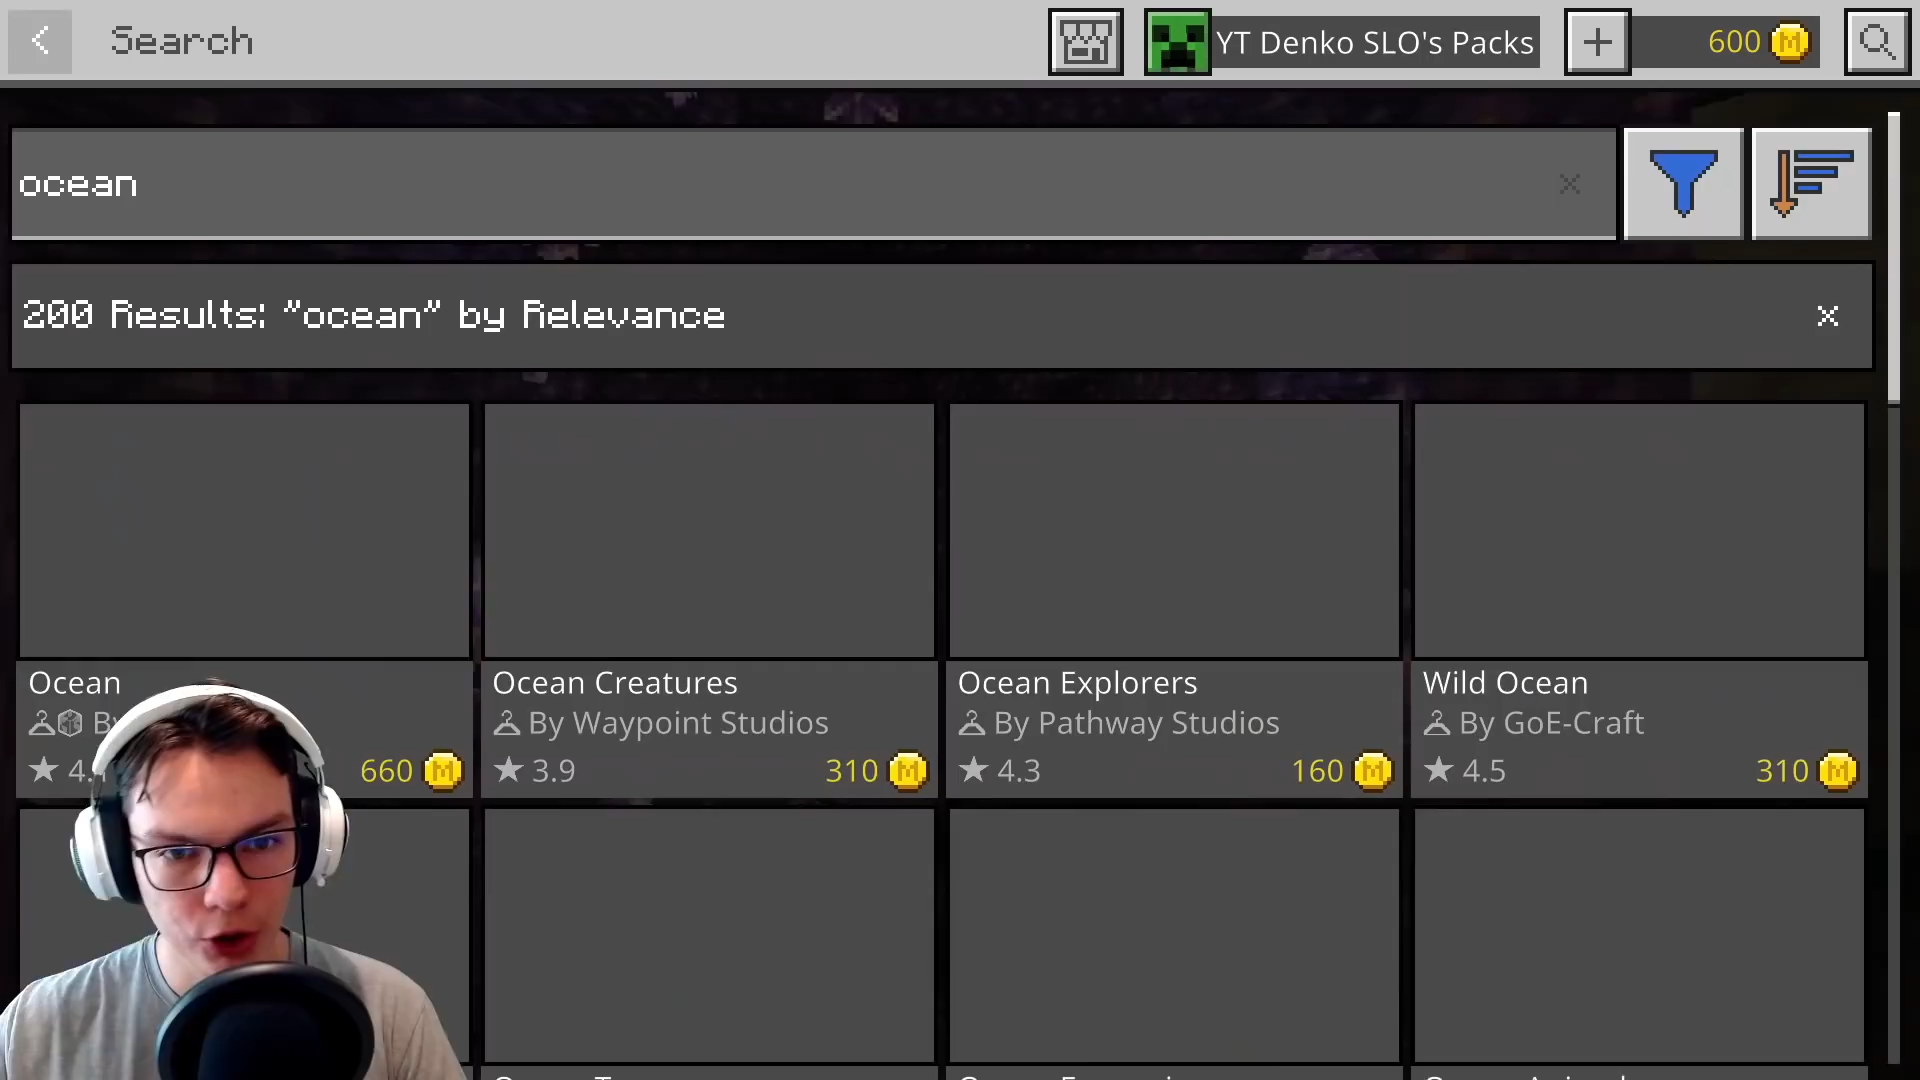 Search
YT Denko SLO's Packs
600
ocean
200 Results: "ocean" by Relevance
Ocean
By
660
Ocean Creatures
By Waypoint Studios
3.9
310
Ocean Explorers
By Pathway Studios
4.3
160
Wild Ocean
By GoE-Craft
4.5
310